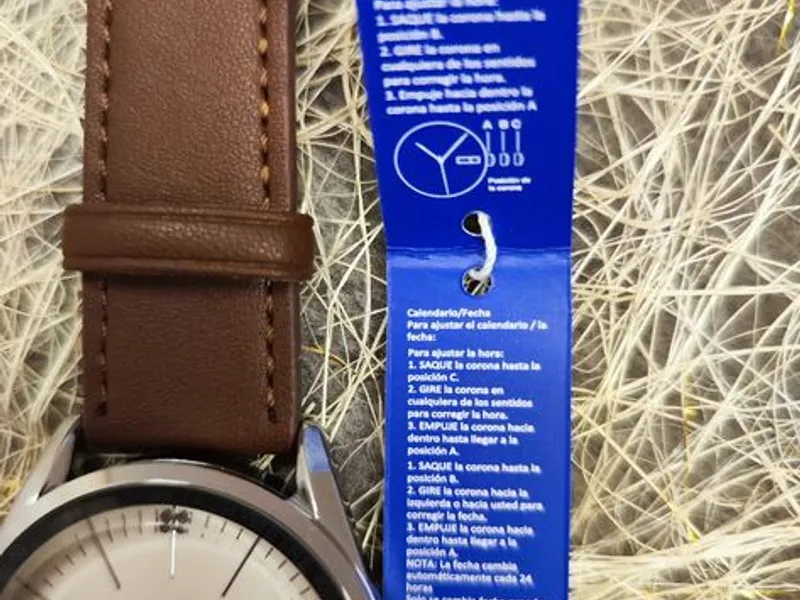 Para ajustar la hora:
1. SAQUE la corona hasta la
posición B.
2. GIRE la corona en
cualquiera de los sentidos
para corregir la hora.
3. Empuje hacia dentro la
corona hasta la posición A
A B C
Posición de
la corona
Calendario/Fecha
Para ajustar el calendario / la
fecha:
Para ajustar la hora:
1. SAQUE la corona hasta la
posición C.
2. GIRE la corona en
cualquiera de los sentidos
para corregir la hora.
3. EMPUJE la corona hacia
dentro hasta llegar a la
posición A.
1. SAQUE la corona hasta la
posición B.
2. GIRE la corona hacia la
izquierda o hacia usted para
corregir la fecha.
3. EMPUJE la corona hacia
dentro hasta llegar a la
posición A.
NOTA: La fecha cambia
automáticamente cada 24
horas
Solo se cambia